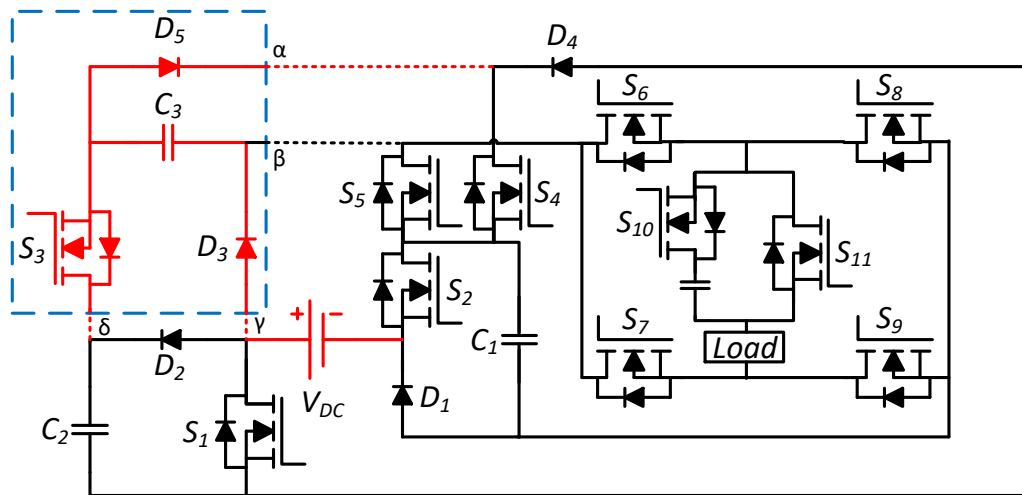 D5
α
D4
C3
S6
S8
β
S5
S4
S10
S11
S3
D3
S2
δ
γ
+
-
C1
S7
S9
Load
D2
VDC
D1
C2
S1